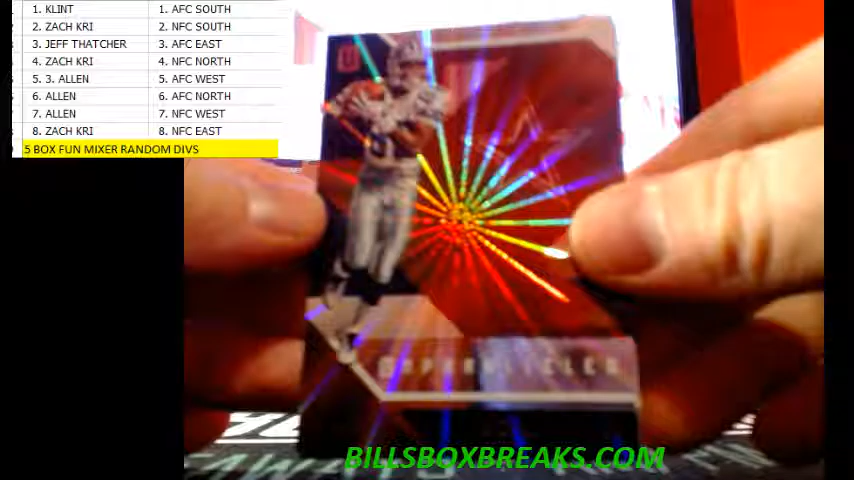 1. KLINT 1. AFC SOUTH
2. ZACH KRI 2. NFC SOUTH
3. JEFF THATCHER 3. AFC EAST
4. ZACH KRI 4. NFC NORTH
5. 3. ALLEN 5. AFC WEST
6. ALLEN 6. AFC NORTH
7. ALLEN 7. NFC WEST
8. ZACH KRI 8. NFC EAST
5 BOX FUN MIXER RANDOM DIVS
UNPARALLELED
BILLSBOXBREAKS.COM